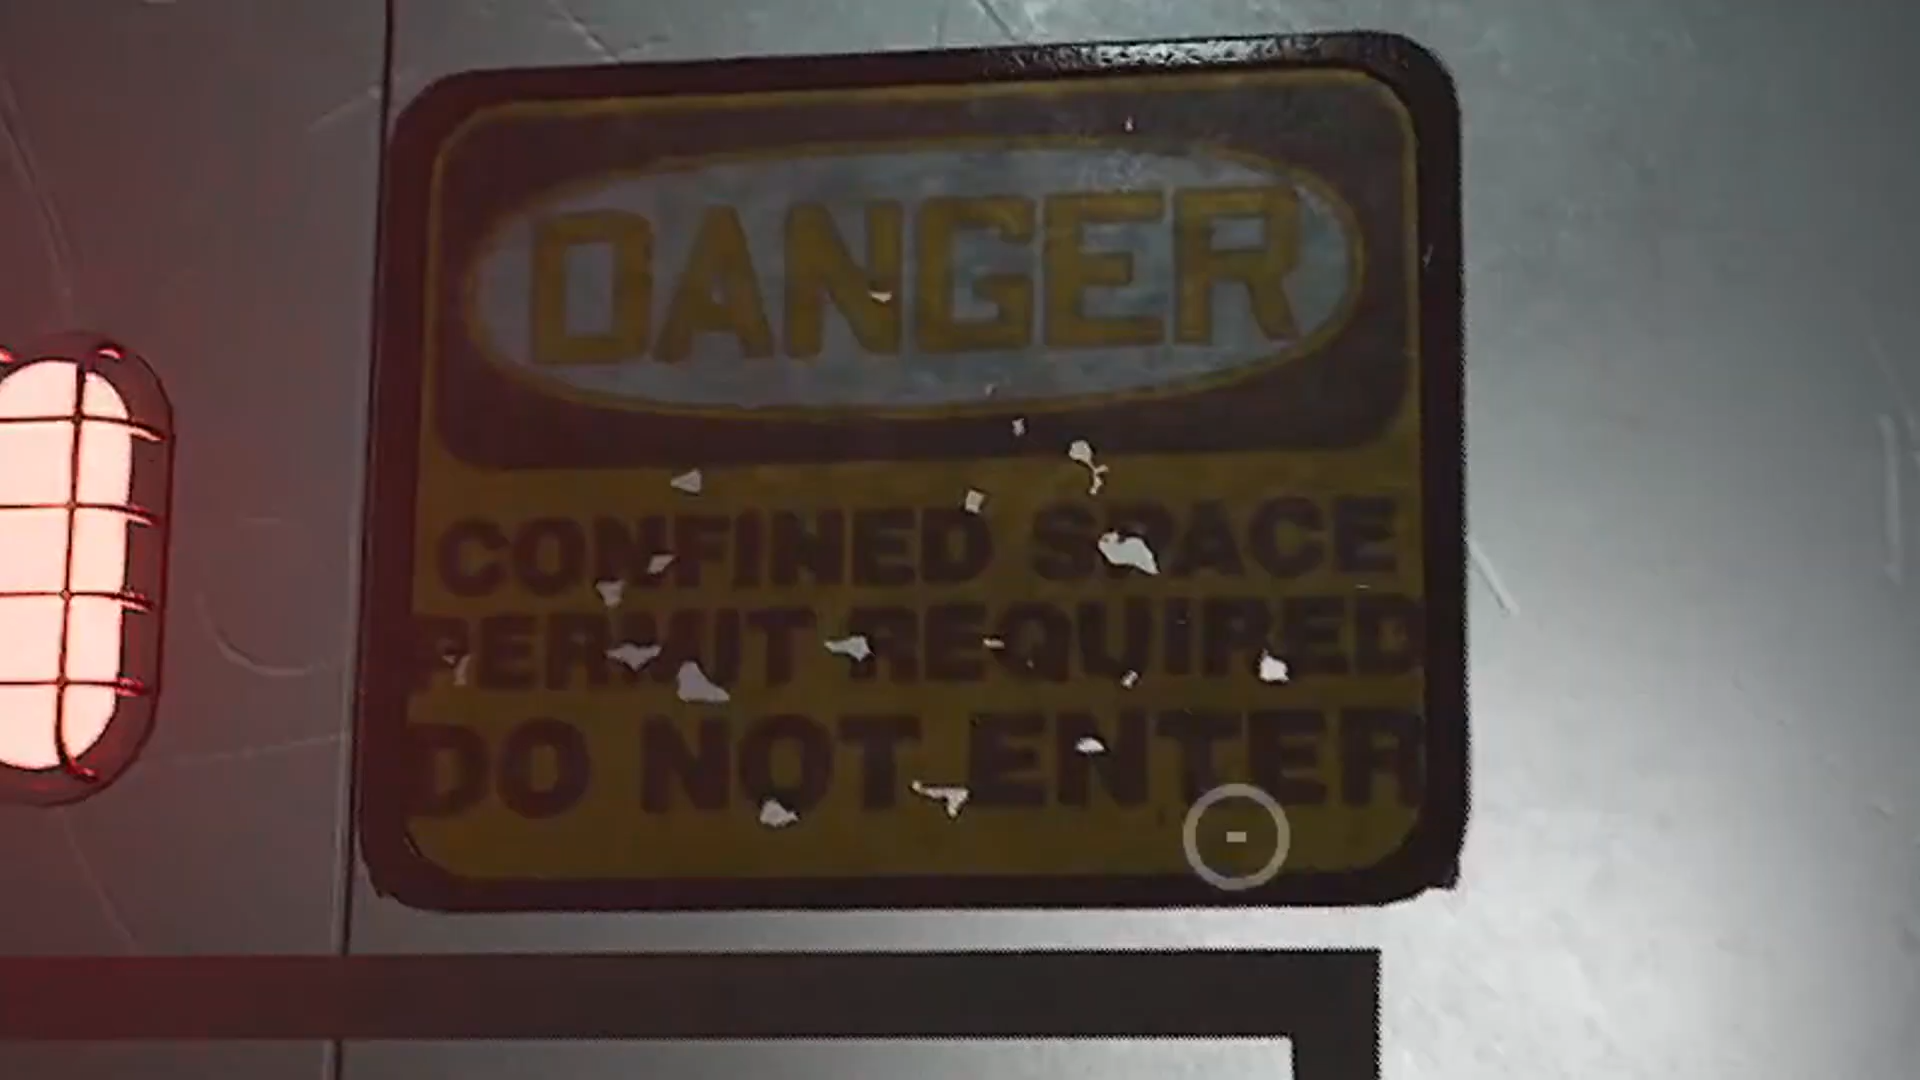 DANGER
CONFINED SPACE
PERMIT REQUIRED
DO NOT ENTER